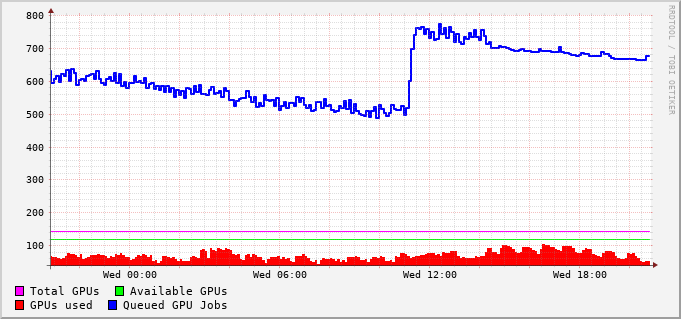 800
700
600
500
400
300
200
100
Wed 00:00 Wed 06:00 Wed 12:00 Wed 18:00
Total GPUs Available GPUs
GPUs used Queued GPU Jobs
RRDTOOL / TOBI OETIKER